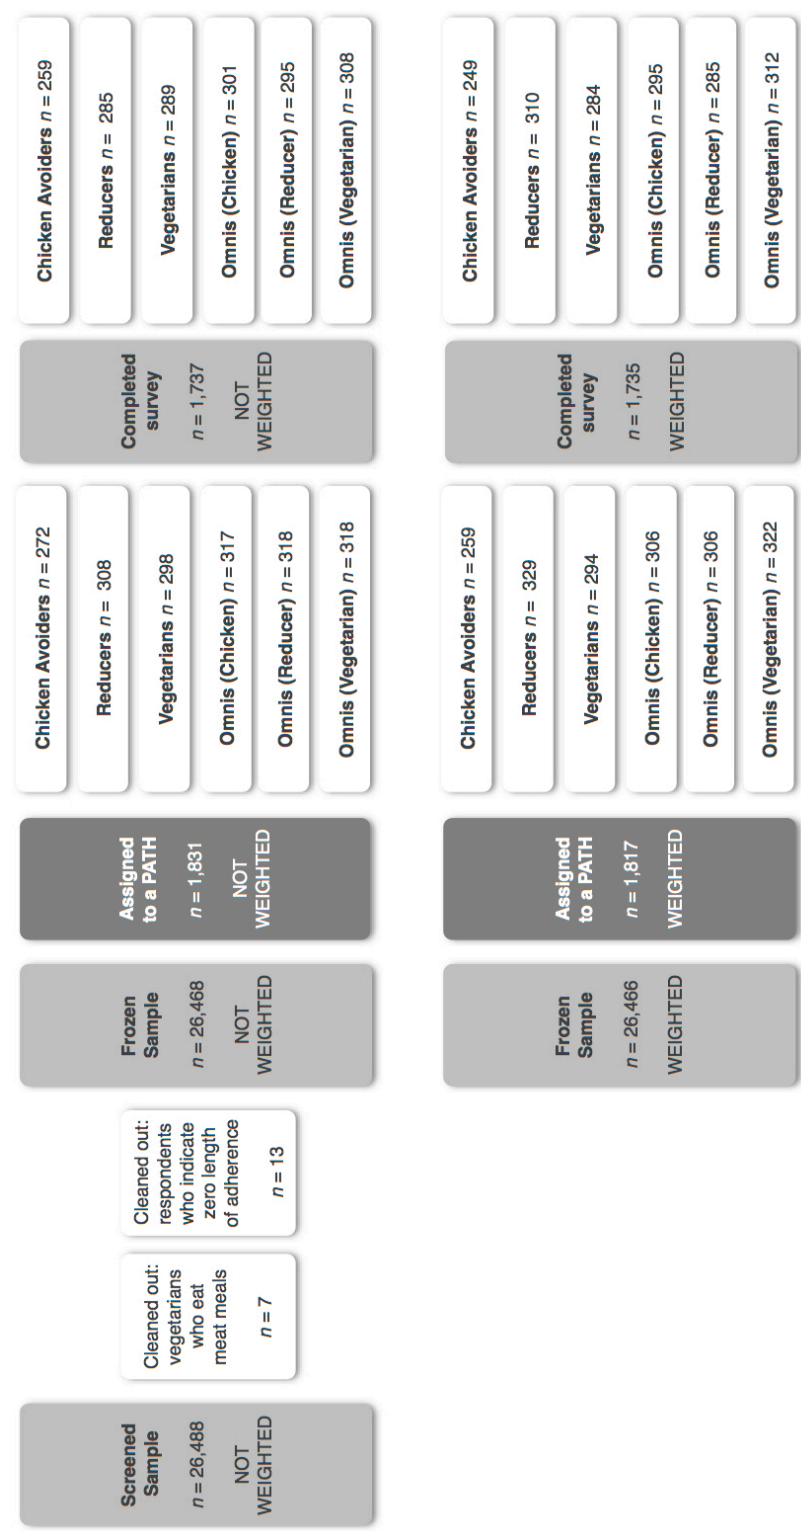 Screened
Sample
n = 26,488
NOT
WEIGHTED
Cleaned out:
vegetarians
who eat
meat meals
n = 7
Cleaned out:
respondents
who indicate
zero length
of adherence
n = 13
Frozen
Sample
n = 26,468
NOT
WEIGHTED
Assigned
to a PATH
n = 1,831
NOT
WEIGHTED
Chicken Avoiders n = 272
Reducers n = 308
Vegetarians n = 298
Omnis (Chicken) n = 317
Omnis (Reducer) n = 318
Omnis (Vegetarian) n = 318
Completed
survey
n = 1,737
NOT
WEIGHTED
Chicken Avoiders n = 259
Reducers n = 285
Vegetarians n = 289
Omnis (Chicken) n = 301
Omnis (Reducer) n = 295
Omnis (Vegetarian) n = 308
Frozen
Sample
n = 26,466
WEIGHTED
Assigned
to a PATH
n = 1,817
WEIGHTED
Chicken Avoiders n = 259
Reducers n = 329
Vegetarians n = 294
Omnis (Chicken) n = 306
Omnis (Reducer) n = 306
Omnis (Vegetarian) n = 322
Completed
survey
n = 1,735
WEIGHTED
Chicken Avoiders n = 249
Reducers n = 310
Vegetarians n = 284
Omnis (Chicken) n = 295
Omnis (Reducer) n = 285
Omnis (Vegetarian) n = 312